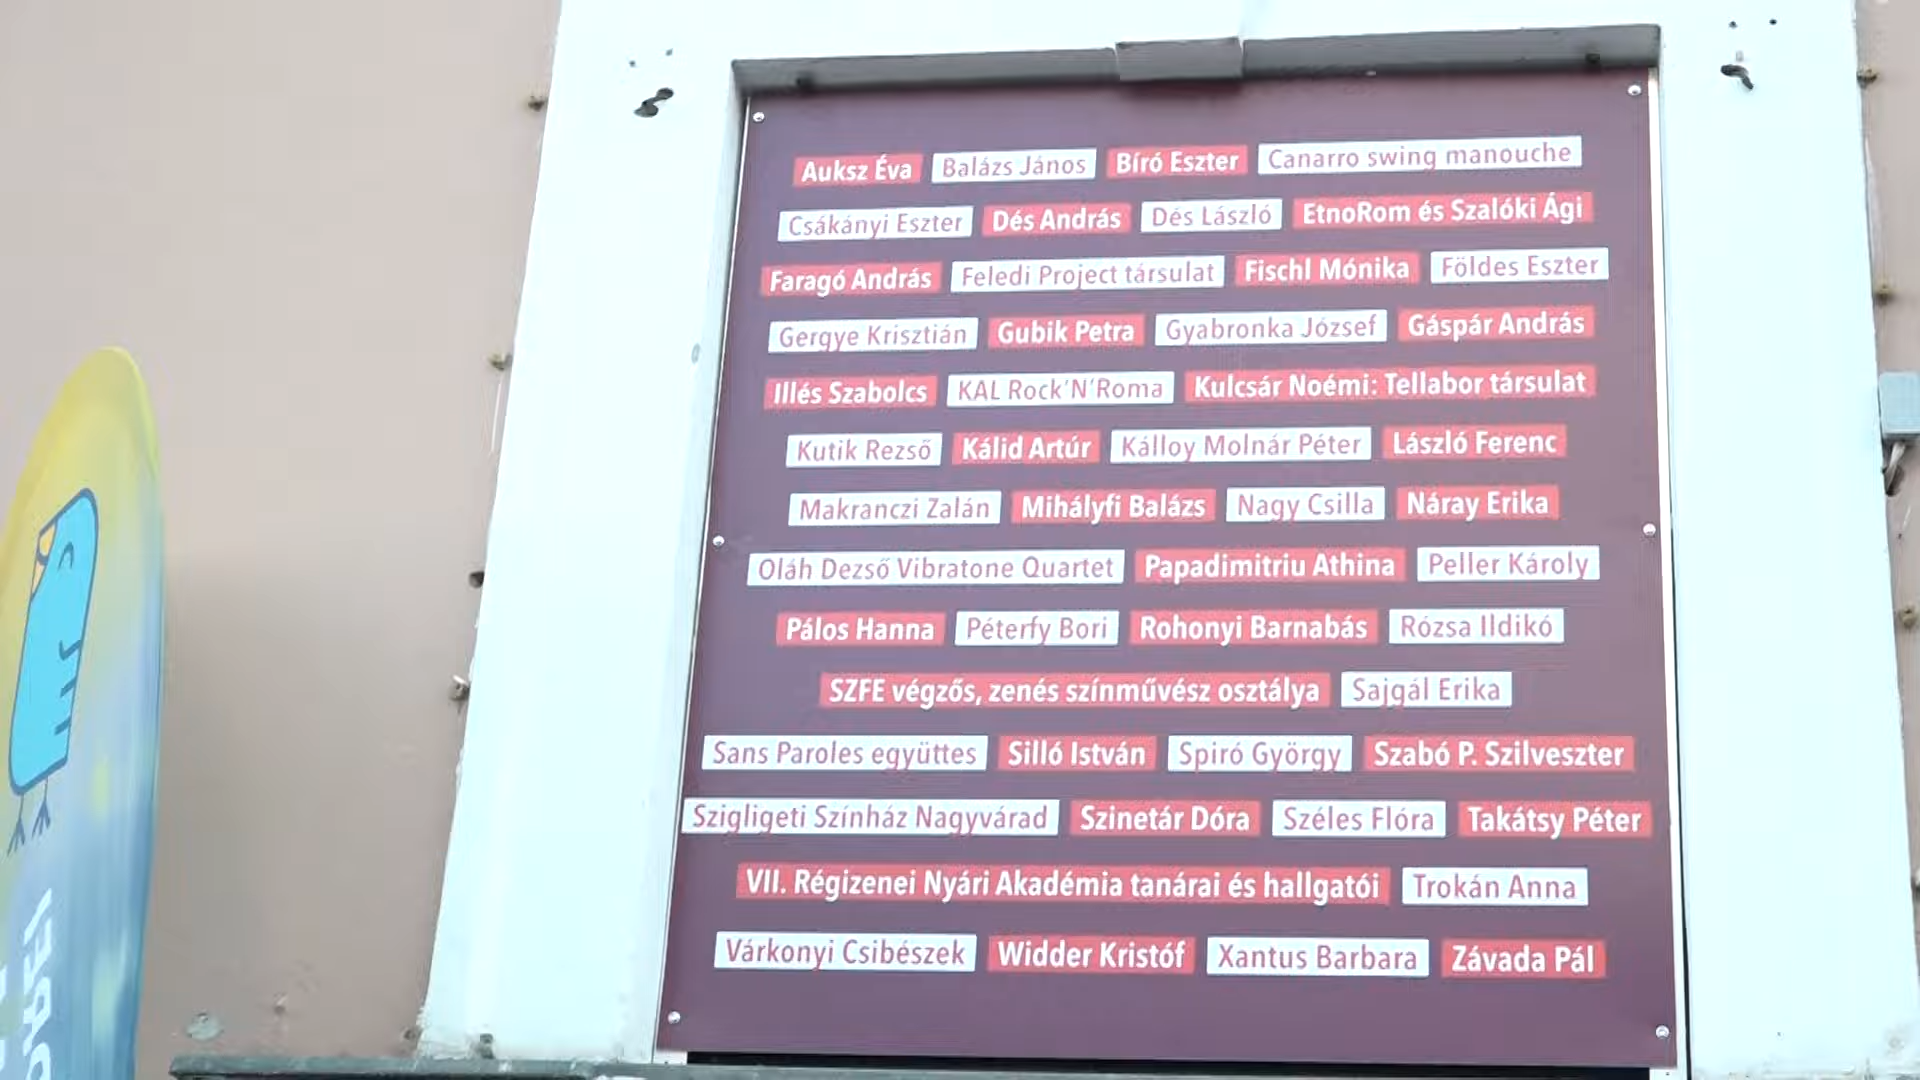 Auksz Éva Balázs János Bíró Eszter Canarro swing manouche
Csákányi Eszter Dés András Dés László EtnoRom és Szalóki Ági
Faragó András Feledi Project társulat Fischl Mónika Földes Eszter
Gergye Krisztián Gubik Petra Gyabronka József Gáspár András
Illés Szabolcs KAL Rock'N'Roma Kulcsár Noémi: Tellabor társulat
Kutik Rezső Kálid Artúr Kálloy Molnár Péter László Ferenc
Makranczi Zalán Mihályfi Balázs Nagy Csilla Náray Erika
Oláh Dezső Vibratone Quartet Papadimitriu Athina Peller Károly
Pálos Hanna Péterfy Bori Rohonyi Barnabás Rózsa Ildikó
SZFE végzős, zenés színművész osztálya Sajgál Erika
Sans Paroles együttes Silló István Spiró György Szabó P. Szilveszter
Szigligeti Színház Nagyvárad Szinetár Dóra Széles Flóra Takátsy Péter
VII. Régizenei Nyári Akadémia tanárai és hallgatói Trokán Anna
Várkonyi Csibészek Widder Kristóf Xantus Barbara Závada Pál